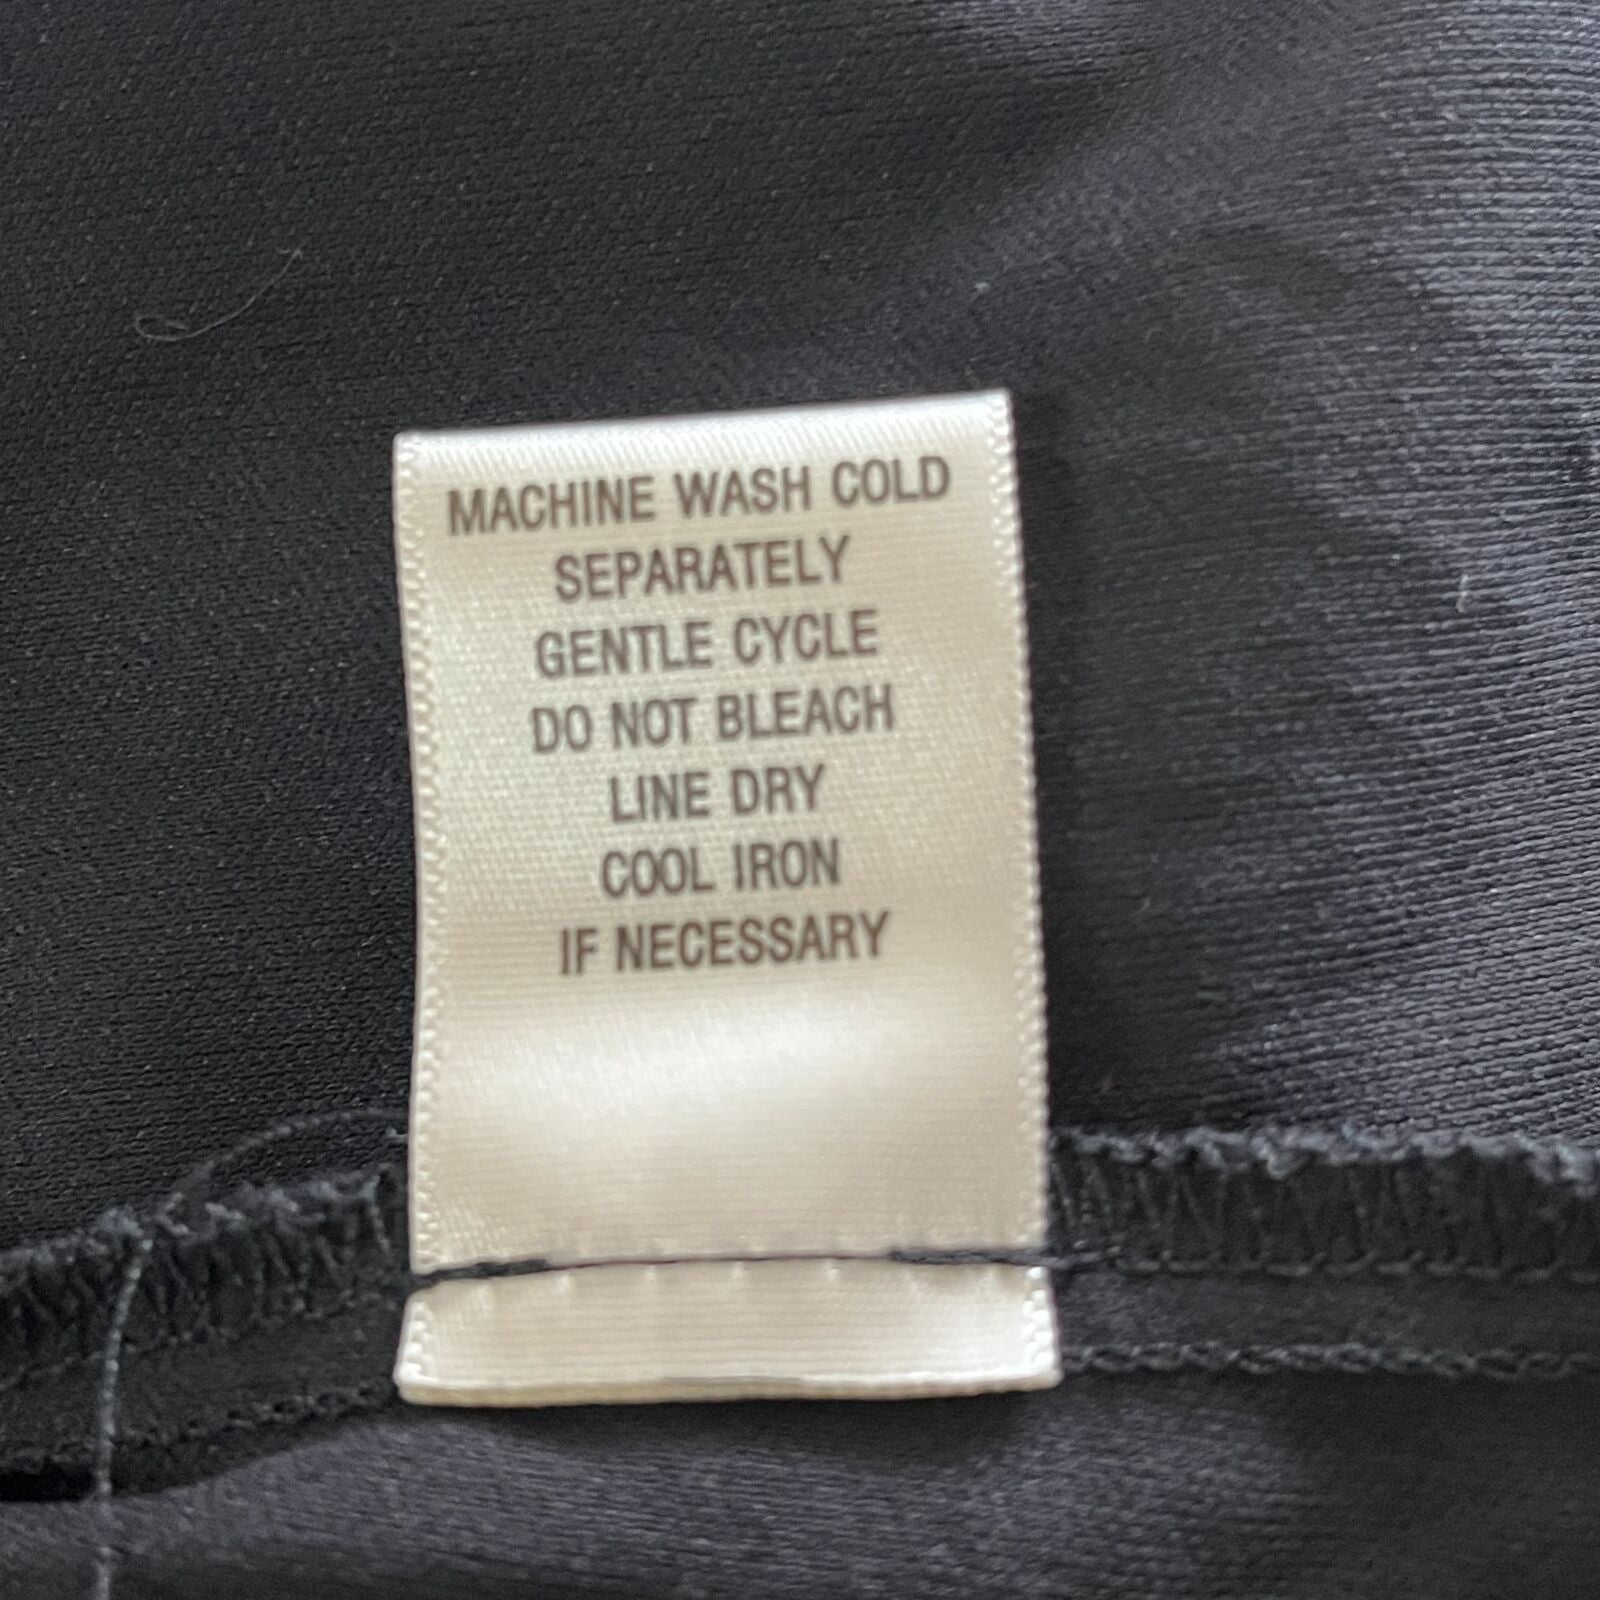 MACHINE WASH COLD
SEPARATELY
GENTLE CYCLE
DO NOT BLEACH
LINE DRY
COOL IRON
IF NECESSARY